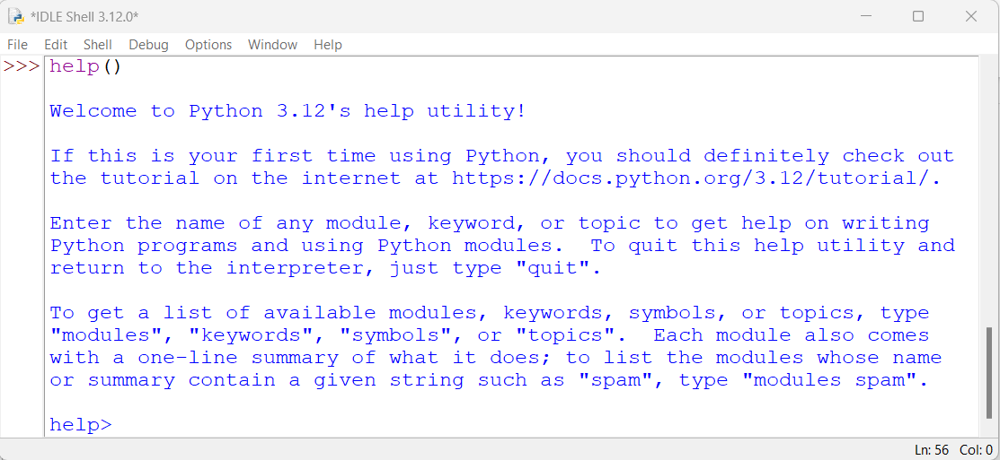 *IDLE Shell 3.12.0*
File Edit Shell Debug Options Window Help
>>> help()
Welcome to Python 3.12's help utility!
If this is your first time using Python, you should definitely check out
the tutorial on the internet at https://docs.python.org/3.12/tutorial/.
Enter the name of any module, keyword, or topic to get help on writing
Python programs and using Python modules.  To quit this help utility and
return to the interpreter, just type "quit".
To get a list of available modules, keywords, symbols, or topics, type
"modules", "keywords", "symbols", or "topics".  Each module also comes
with a one-line summary of what it does; to list the modules whose name
or summary contain a given string such as "spam", type "modules spam".
help>
Ln: 56 Col: 0